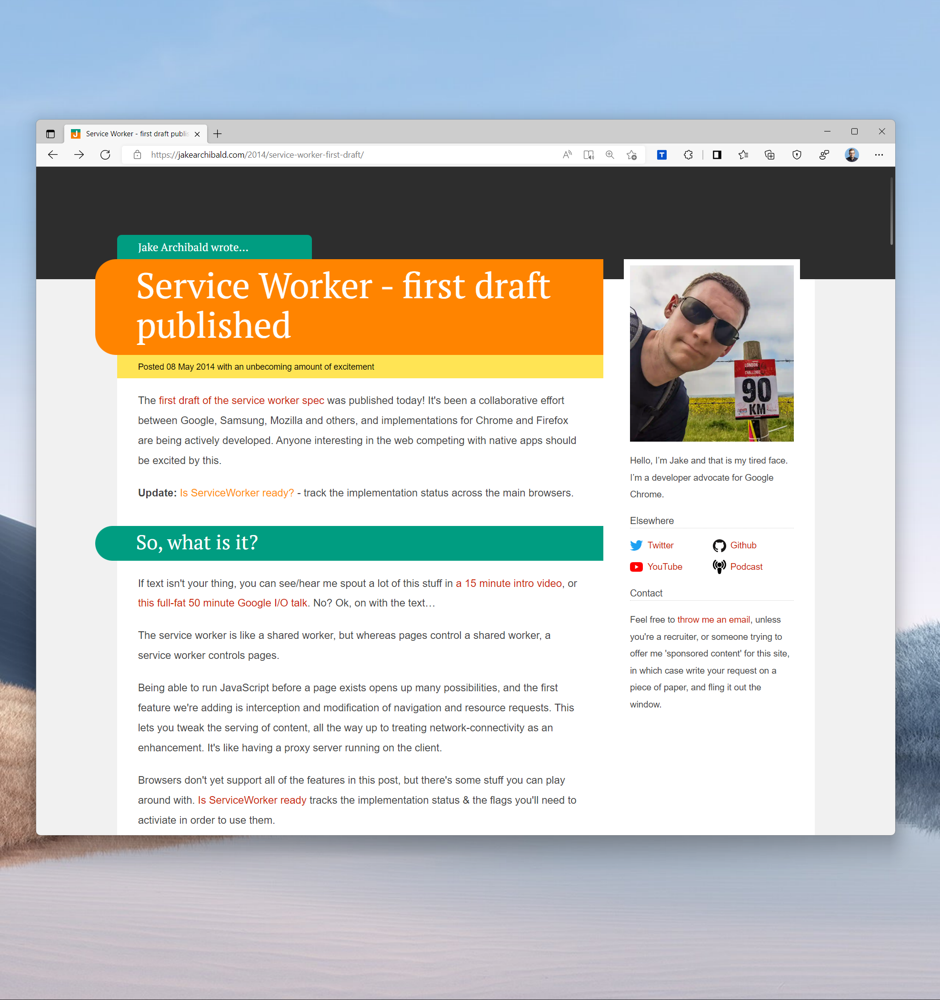 Service Worker - first draft publis
https://jakearchibald.com/2014/service-worker-first-draft/
Jake Archibald wrote...
Service Worker - first draft
published
Posted 08 May 2014 with an unbecoming amount of excitement
The first draft of the service worker spec was published today! It's been a collaborative effort
between Google, Samsung, Mozilla and others, and implementations for Chrome and Firefox
are being actively developed. Anyone interesting in the web competing with native apps should
be excited by this.
Update: Is ServiceWorker ready? - track the implementation status across the main browsers.
So, what is it?
If text isn't your thing, you can see/hear me spout a lot of this stuff in a 15 minute intro video, or
this full-fat 50 minute Google I/O talk. No? Ok, on with the text…
The service worker is like a shared worker, but whereas pages control a shared worker, a
service worker controls pages.
Being able to run JavaScript before a page exists opens up many possibilities, and the first
feature we're adding is interception and modification of navigation and resource requests. This
lets you tweak the serving of content, all the way up to treating network-connectivity as an
enhancement. It's like having a proxy server running on the client.
Browsers don't yet support all of the features in this post, but there's some stuff you can play
around with. Is ServiceWorker ready tracks the implementation status & the flags you'll need to
activiate in order to use them.
LONDON
BRIGHTON
CHALLENGE
90
KM
Hello, I’m Jake and that is my tired face.
I’m a developer advocate for Google
Chrome.
Elsewhere
Twitter
Github
YouTube
Podcast
Contact
Feel free to throw me an email, unless
you're a recruiter, or someone trying to
offer me 'sponsored content' for this site,
in which case write your request on a
piece of paper, and fling it out the
window.